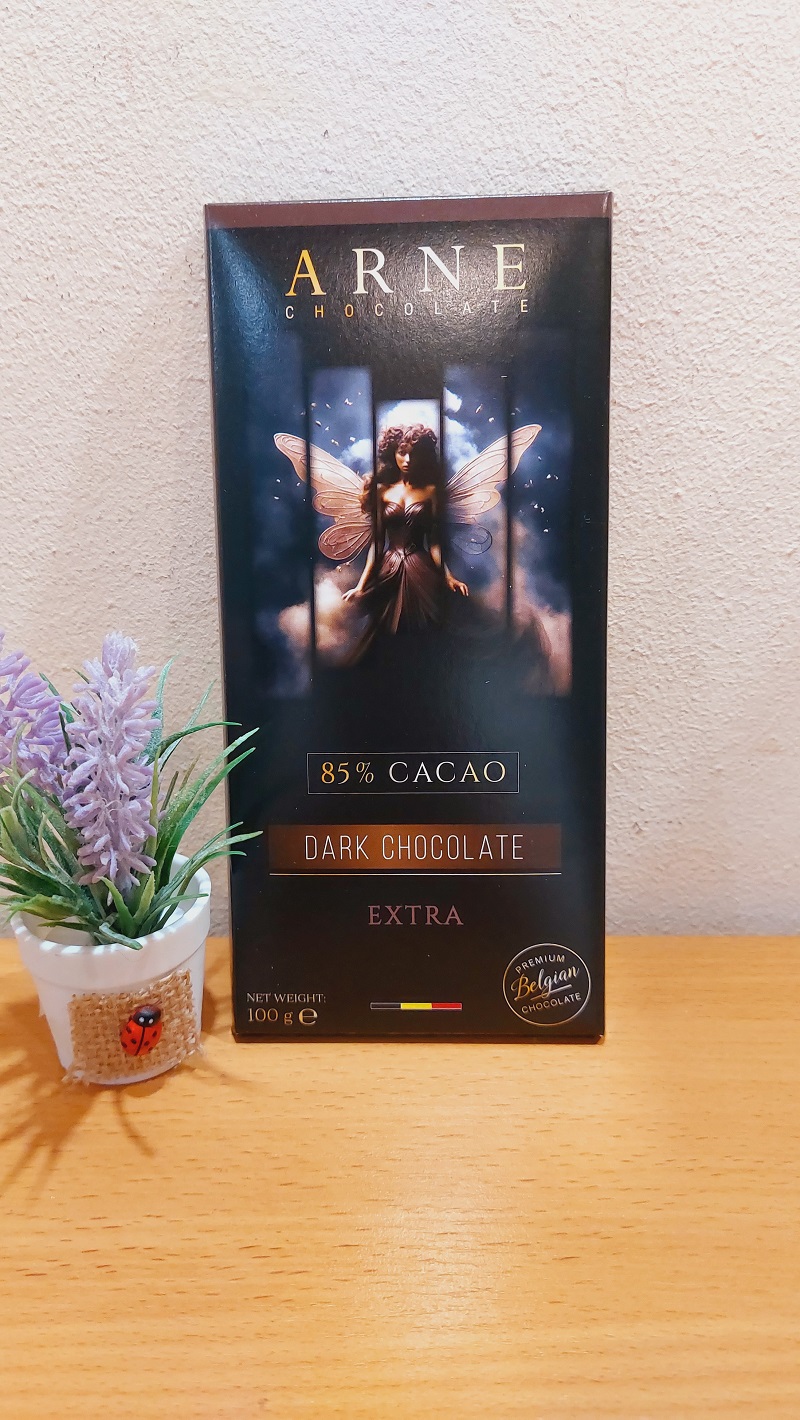 ARNE
CHOCOLATE
85% CACAO
DARK CHOCOLATE
EXTRA
NET WEIGHT:
100 g ℮
PREMIUM
Belgian
CHOCOLATE